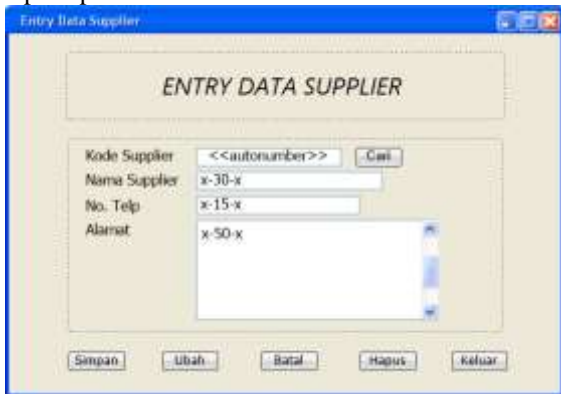 Entry Data Supplier
ENTRY DATA SUPPLIER
Kode Supplier <<autonumber>> Cari
Nama Supplier x-30-x
No. Telp x-15-x
Alamat x-50-x
Simpan Ubah Batal Hapus Keluar